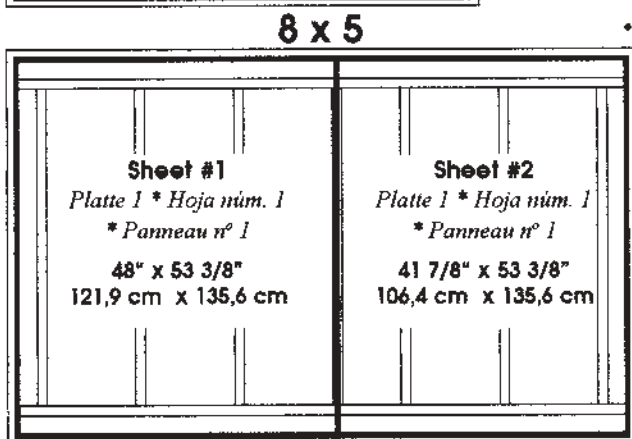 8 x 5
Sheet #1
Platte 1 * Hoja núm. 1
* Panneau nº 1
48" x 53 3/8"
121,9 cm x 135,6 cm
Sheet #2
Platte 1 * Hoja núm. 1
* Panneau nº 1
41 7/8" x 53 3/8"
106,4 cm x 135,6 cm